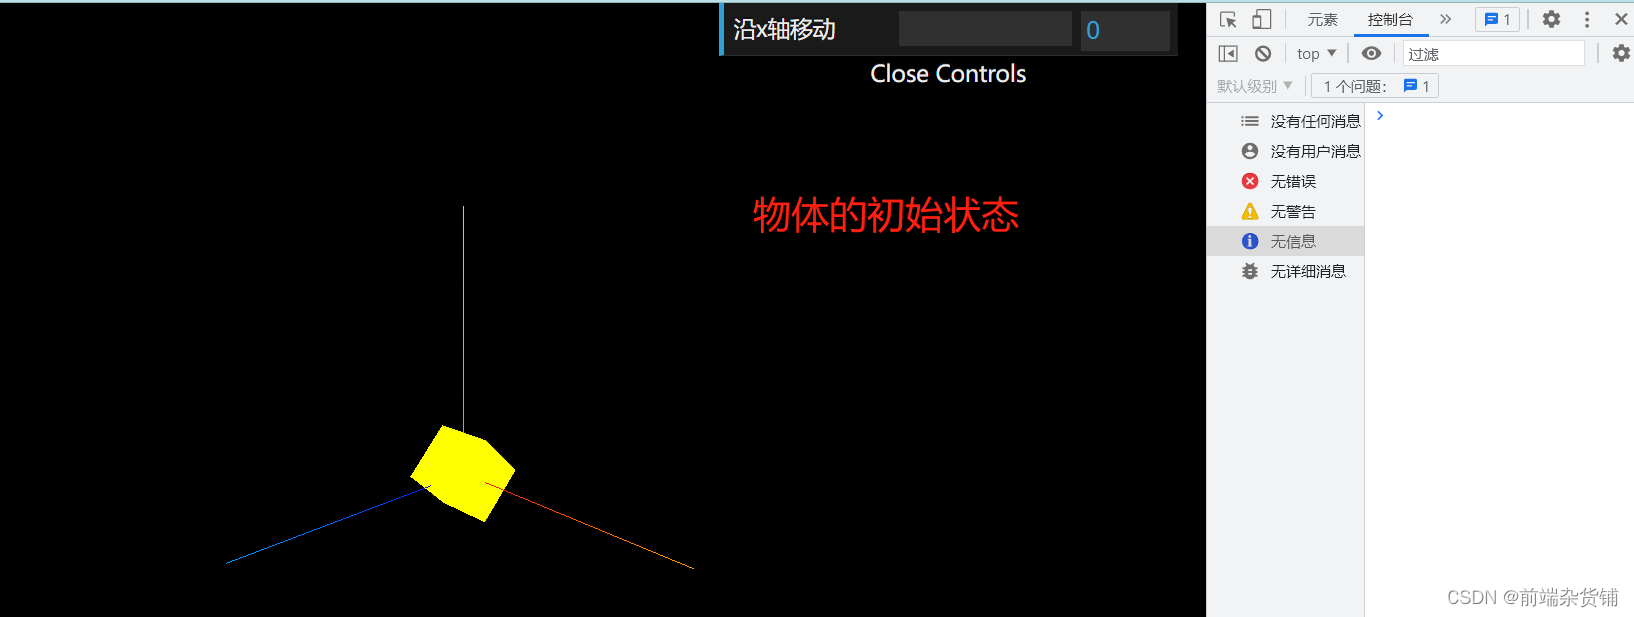 沿x轴移动 0
Close Controls
物体的初始状态
元素 控制台 1
top 过滤
默认级别 1 个问题: 1
没有任何消息
没有用户消息
无错误
无警告
无信息
无详细消息
CSDN @前端杂货铺